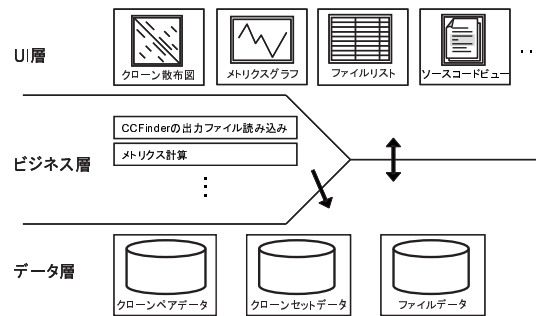 UI層
クローン散布図
メトリクスグラフ
ファイルリスト
ソースコードビュー
‥
ビジネス層
CCFinderの出力ファイル読み込み
メトリクス計算
⋮
データ層
クローンペアデータ
クローンセットデータ
ファイルデータ